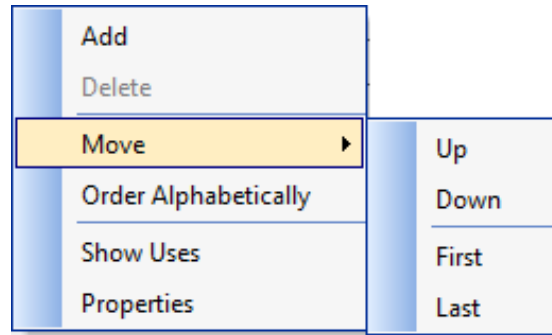 Add
Delete
Move
Order Alphabetically
Show Uses
Properties
Up
Down
First
Last